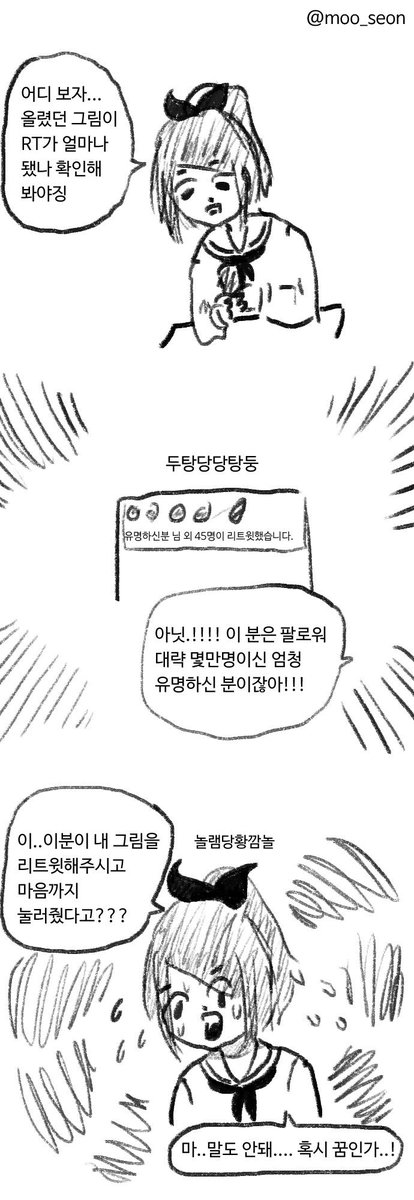 @moo_seon
어디 보자...
올렸던 그림이
RT가 얼마나
됐나 확인해
봐야징
두탕당당탕둥
유명하신분 님 외 45명이 리트윗했습니다.
아닛.!!!! 이 분은 팔로워
대략 몇만명이신 엄청
유명하신 분이잖아!!!
이..이분이 내 그림을
리트윗해주시고
마음까지
눌러줬다고???
놀램당황깜놀
마..말도 안돼.... 혹시 꿈인가..!